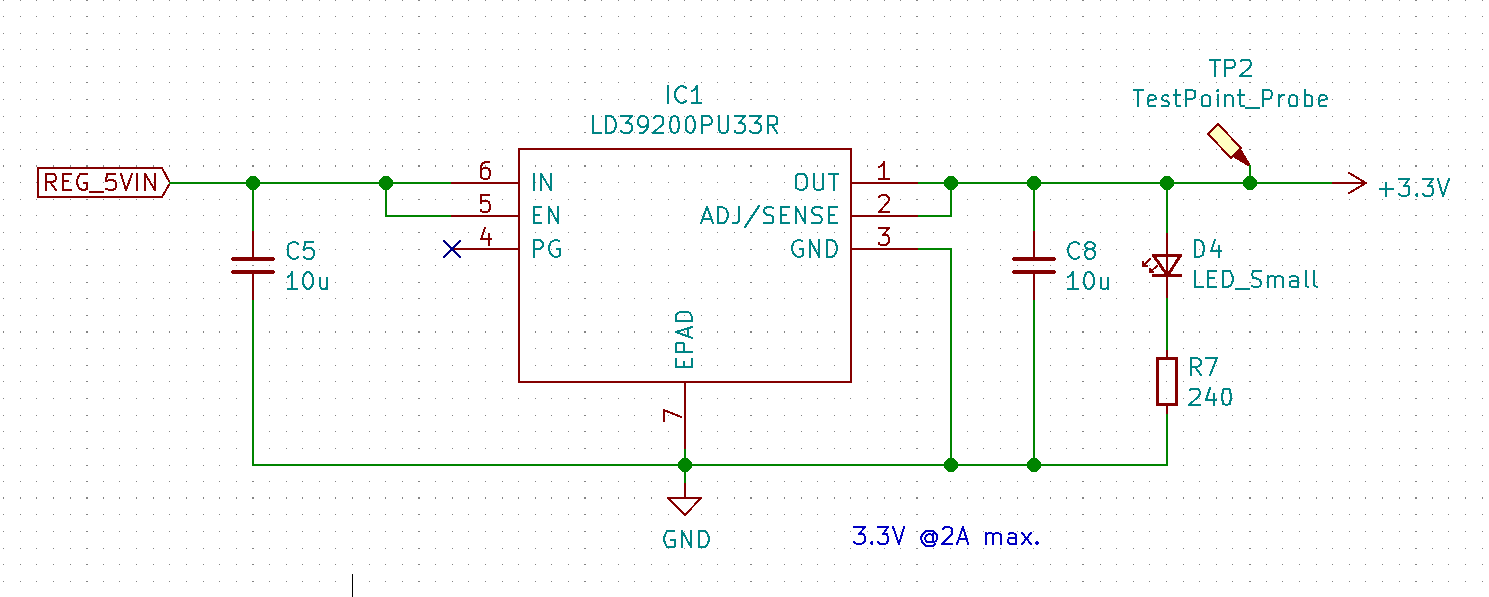 TP2
TestPoint_Probe
IC1
LD39200PU33R
REG_5VIN
6
IN
OUT
1
+3.3V
5
EN
ADJ/SENSE
2
4
PG
GND
3
C5
10u
C8
10u
D4
LED_Small
EPAD
7
R7
240
GND
3.3V @2A max.